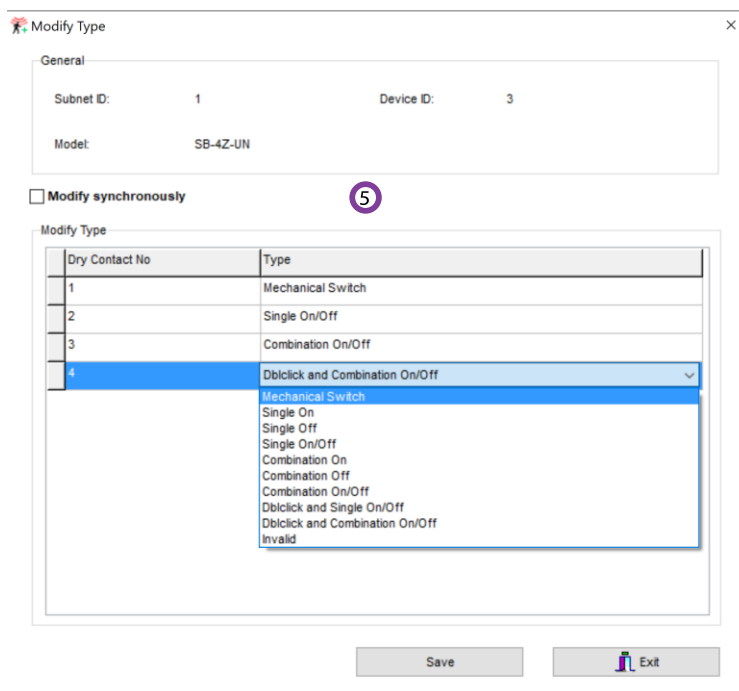 Modify Type
General
Subnet ID: 1 Device ID: 3
Model: SB-4Z-UN
Modify synchronously
5
Modify Type
Dry Contact No Type
1 Mechanical Switch
2 Single On/Off
3 Combination On/Off
4 Dblclick and Combination On/Off
Mechanical Switch
Single On
Single Off
Single On/Off
Combination On
Combination Off
Combination On/Off
Dblclick and Single On/Off
Dblclick and Combination On/Off
Invalid
Save Exit